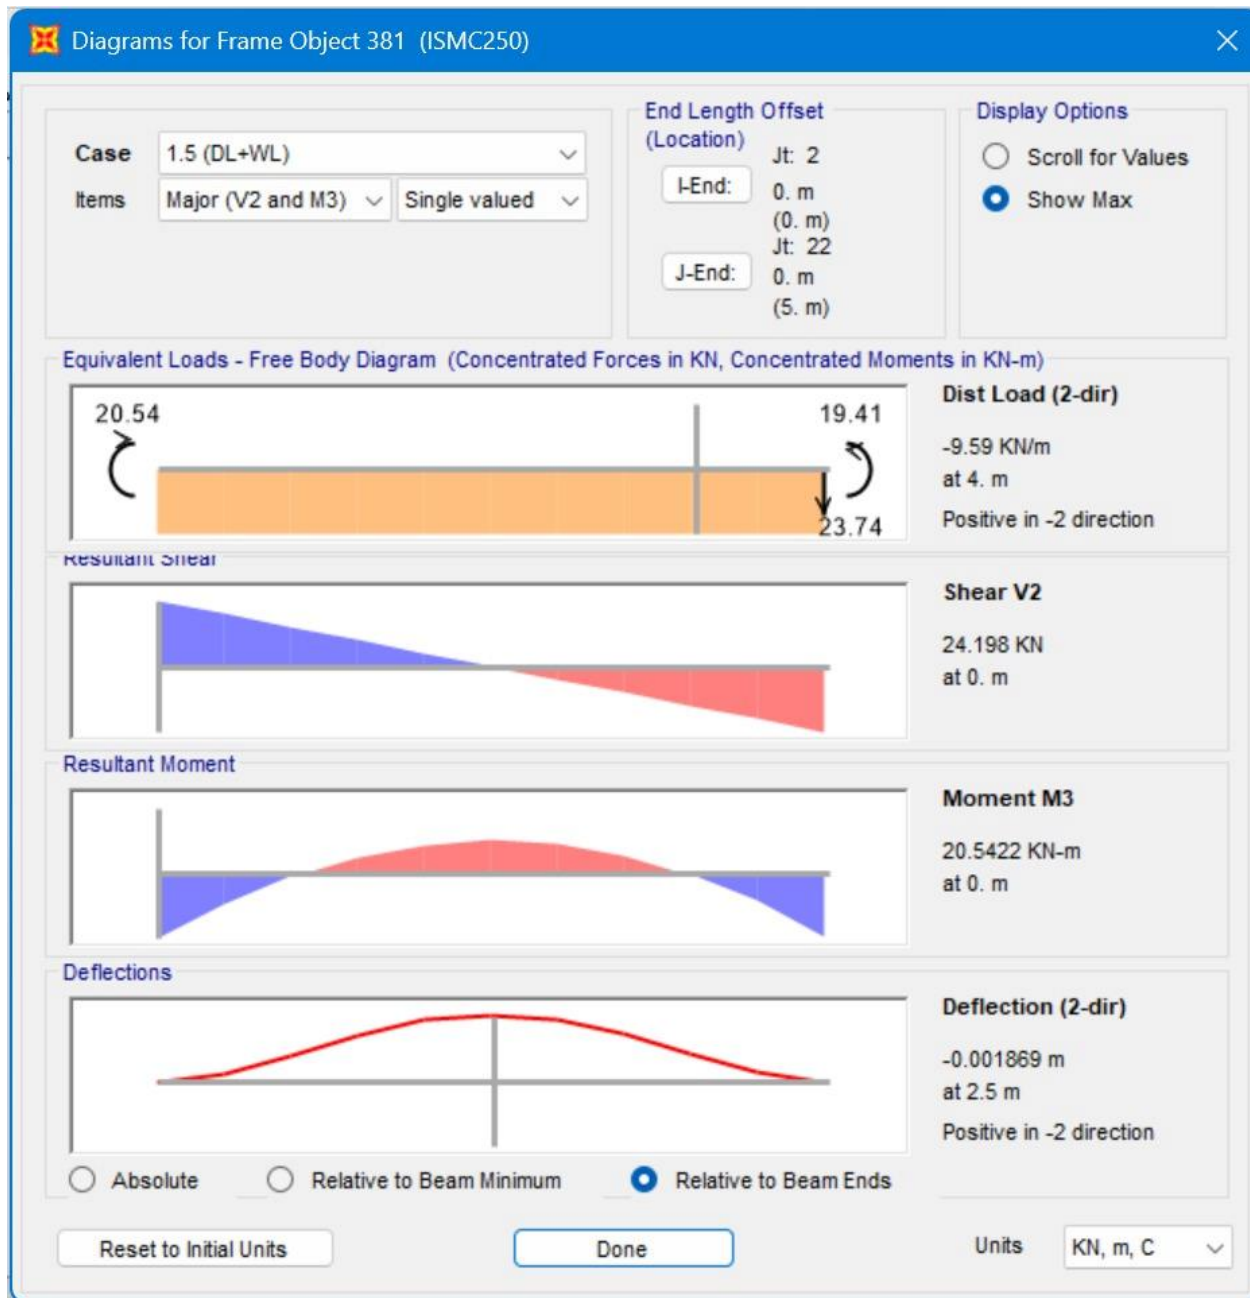 Diagrams for Frame Object 381 (ISMC250)
Case 1.5 (DL+WL)
Items Major (V2 and M3) Single valued
End Length Offset
(Location)
Jt: 2
I-End: 0. m
(0. m)
Jt: 22
J-End: 0. m
(5. m)
Display Options
Scroll for Values
Show Max
Equivalent Loads - Free Body Diagram (Concentrated Forces in KN, Concentrated Moments in KN-m)
20.54
19.41
23.74
Dist Load (2-dir)
-9.59 KN/m
at 4. m
Positive in -2 direction
Resultant Shear
Shear V2
24.198 KN
at 0. m
Resultant Moment
Moment M3
20.5422 KN-m
at 0. m
Deflections
Deflection (2-dir)
-0.001869 m
at 2.5 m
Positive in -2 direction
Absolute Relative to Beam Minimum Relative to Beam Ends
Reset to Initial Units Done Units KN, m, C